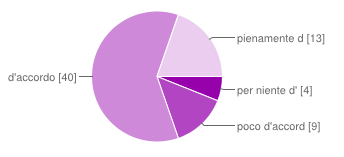 pienamente d [13]
d'accordo [40]
per niente d' [4]
poco d'accord [9]